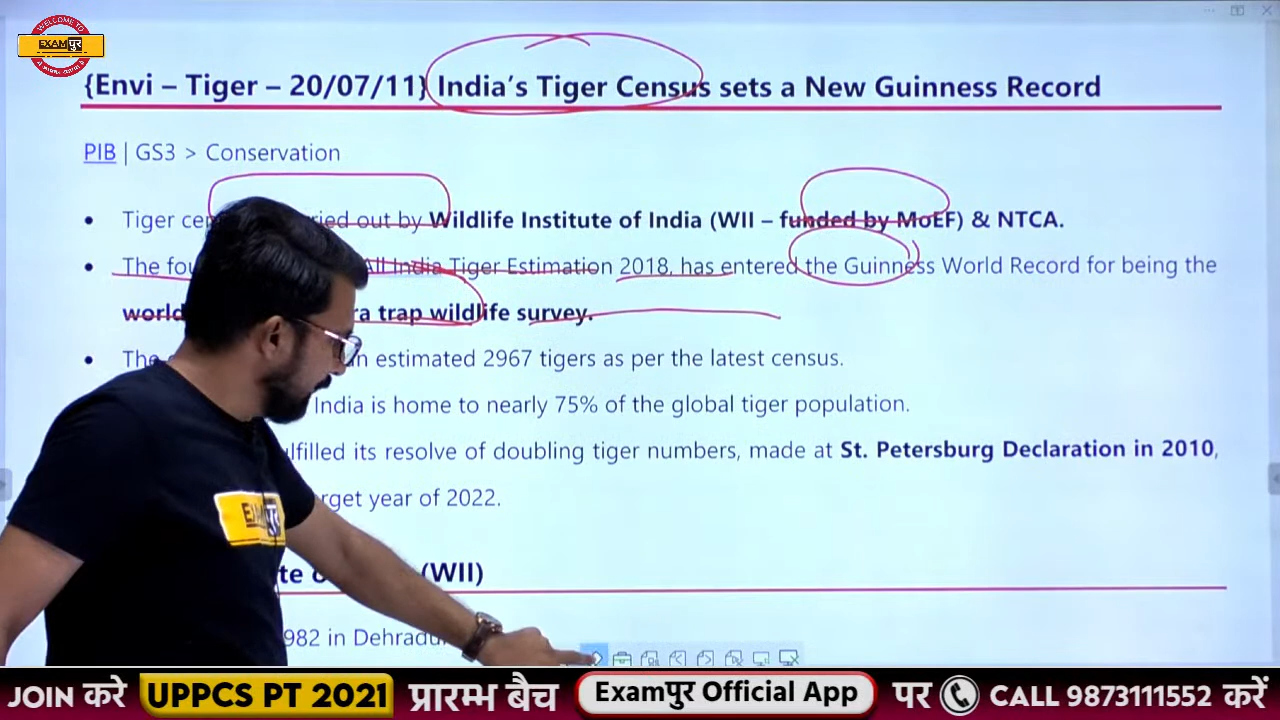 WELCOME TO
EXAMपुर
{Envi – Tiger – 20/07/11} India's Tiger Census sets a New Guinness Record
PIB | GS3 > Conservation
• Tiger ried out by Wildlife Institute of India (WII – funded by MoEF) & NTCA.
• The All India Tiger Estimation 2018, has entered the Guinness World Record for being the
world trap wildlife survey.
• estimated 2967 tigers as per the latest census.
India is home to nearly 75% of the global tiger population.
ulfilled its resolve of doubling tiger numbers, made at St. Petersburg Declaration in 2010,
rget year of 2022.
(WII)
982 in Dehradu
EXAMपुर
JOIN करे UPPCS PT 2021 प्रारम्भ बैच Examपुर Official App पर CALL 9873111552 करें